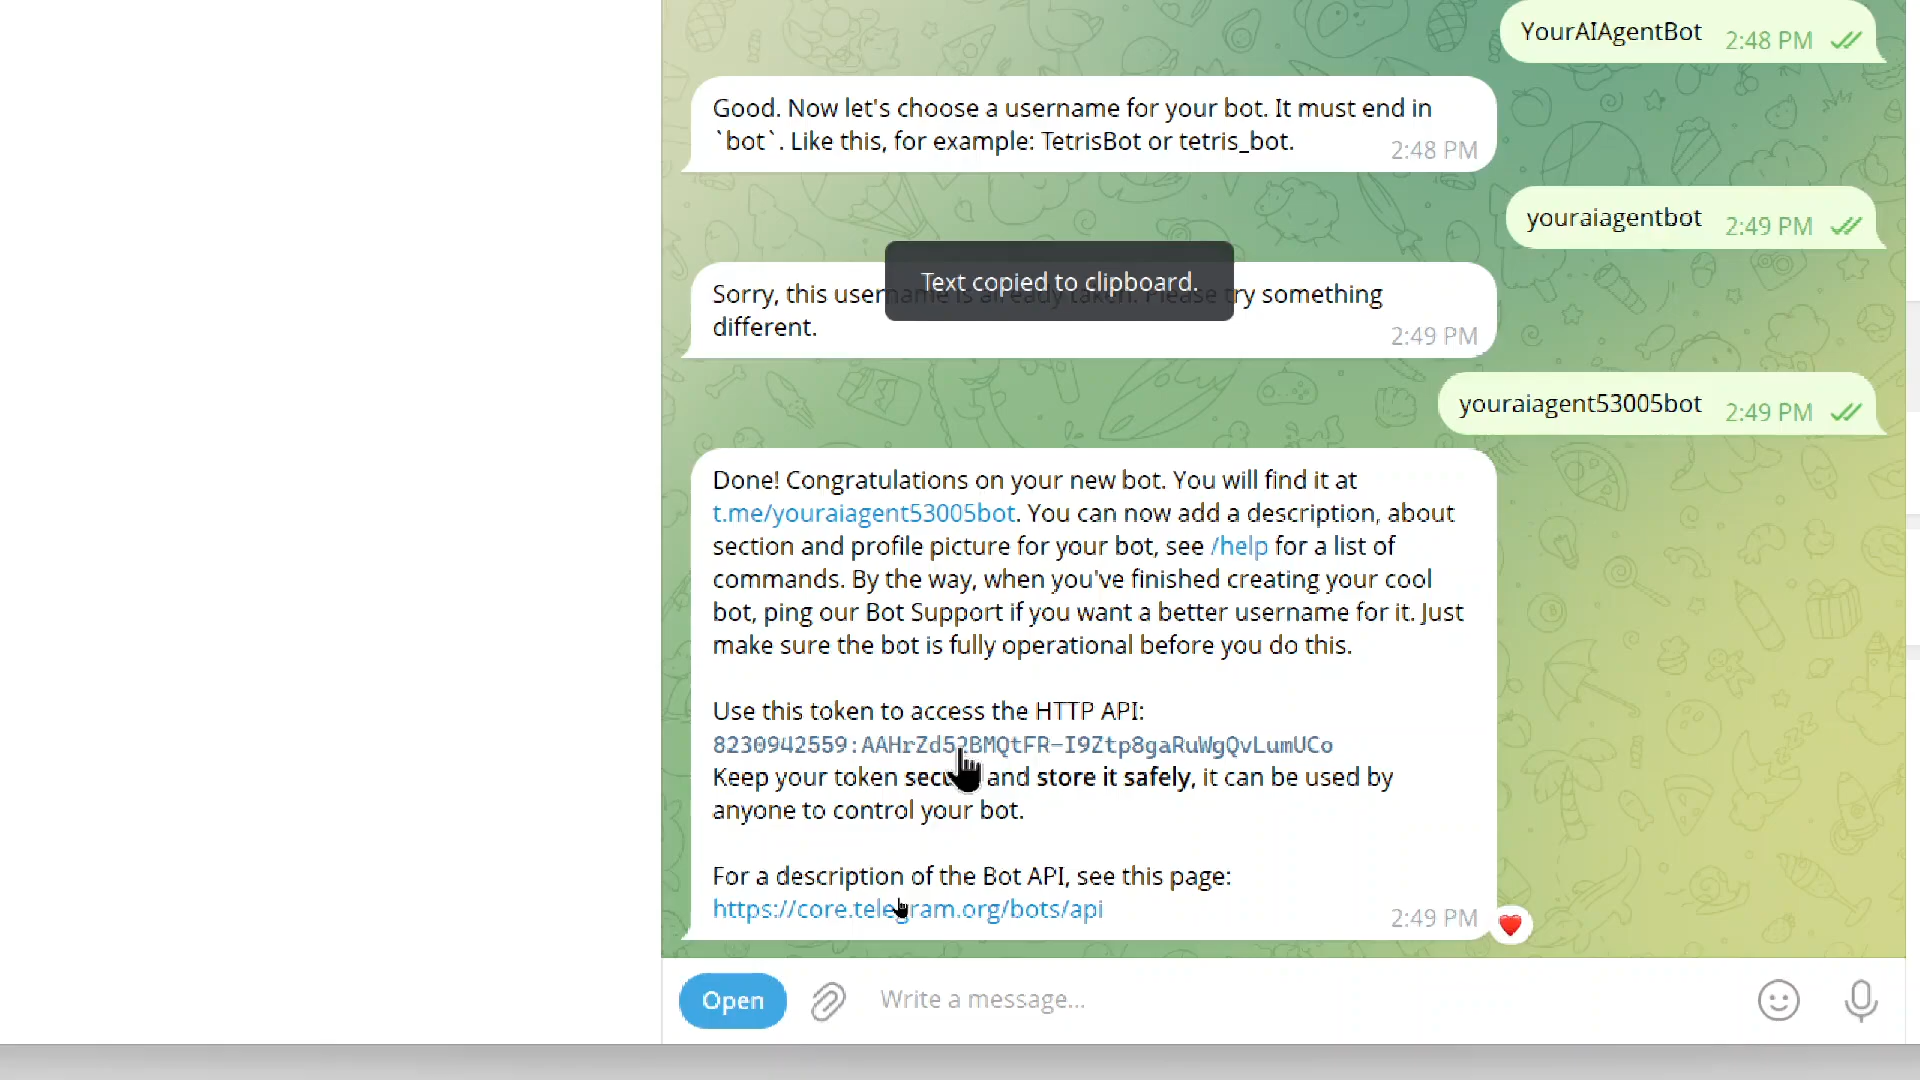 YourAIAgentBot 2:48 PM
Good. Now let's choose a username for your bot. It must end in
`bot`. Like this, for example: TetrisBot or tetris_bot.
2:48 PM
youraiagentbot 2:49 PM
Text copied to clipboard.
Sorry, this username is already taken. Please try something
different.
2:49 PM
youraiagent53005bot 2:49 PM
Done! Congratulations on your new bot. You will find it at
t.me/youraiagent53005bot. You can now add a description, about
section and profile picture for your bot, see /help for a list of
commands. By the way, when you've finished creating your cool
bot, ping our Bot Support if you want a better username for it. Just
make sure the bot is fully operational before you do this.
Use this token to access the HTTP API:
8230942559:AAHrZd52BMQtFR-I9Ztp8gaRuWgQvLumUCo
Keep your token secure and store it safely, it can be used by
anyone to control your bot.
For a description of the Bot API, see this page:
https://core.telegram.org/bots/api
2:49 PM
Open
Write a message...